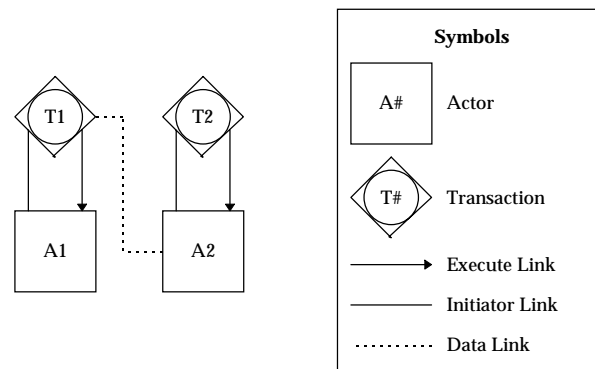 T1
T2
A1
A2
Symbols
A#
Actor
T#
Transaction
Execute Link
Initiator Link
Data Link